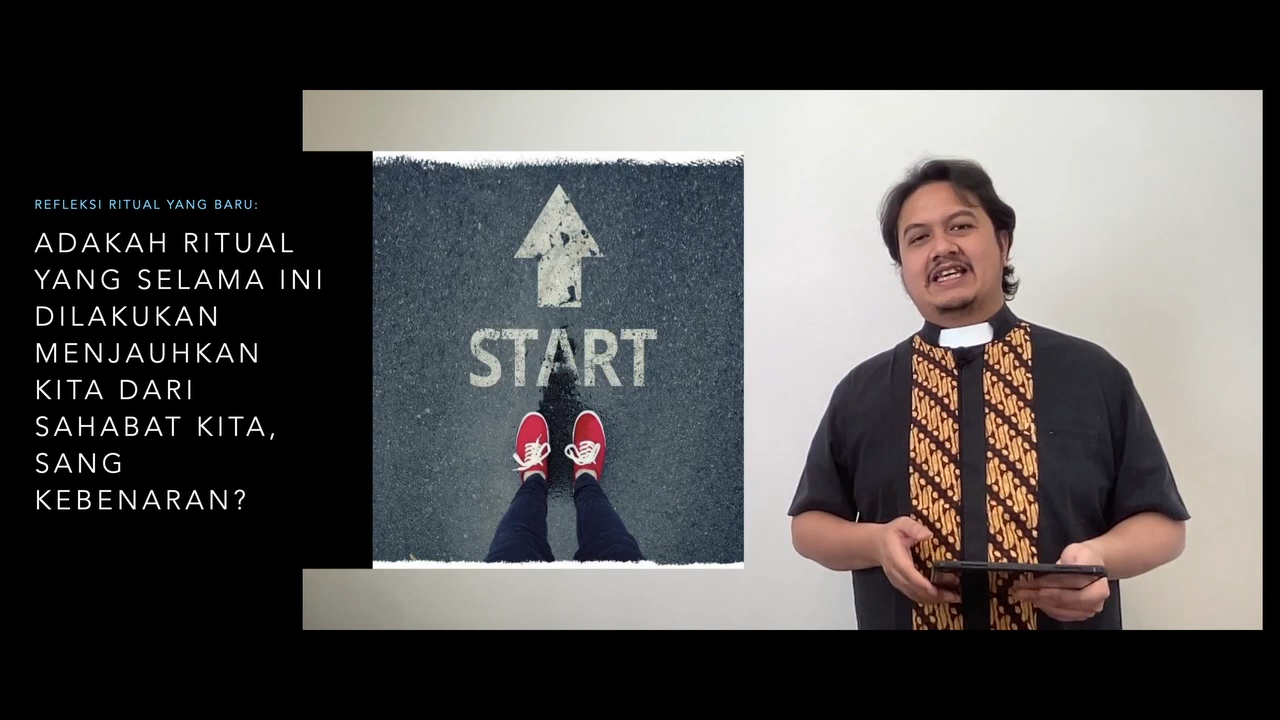 REFLEKSI RITUAL YANG BARU:
ADAKAH RITUAL
YANG SELAMA INI
DILAKUKAN
MENJAUHKAN
KITA DARI
SAHABAT KITA,
SANG
KEBENARAN?
START